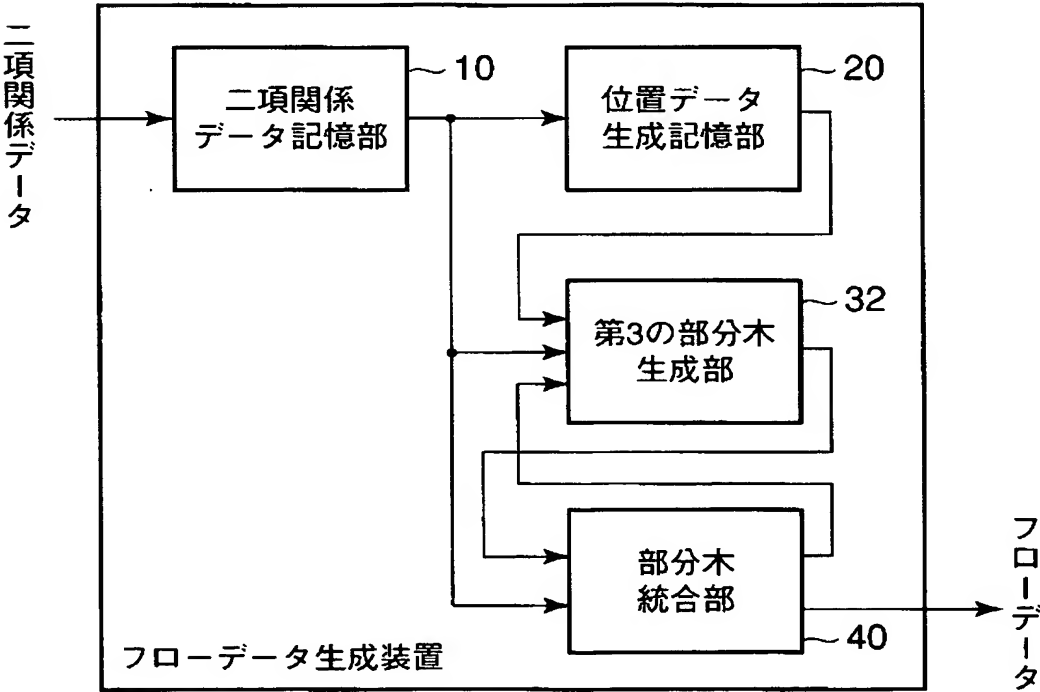 二項関係データ
二項関係
データ記憶部
10
位置データ
生成記憶部
20
第3の部分木
生成部
32
部分木
統合部
40
フローデータ
フローデータ生成装置